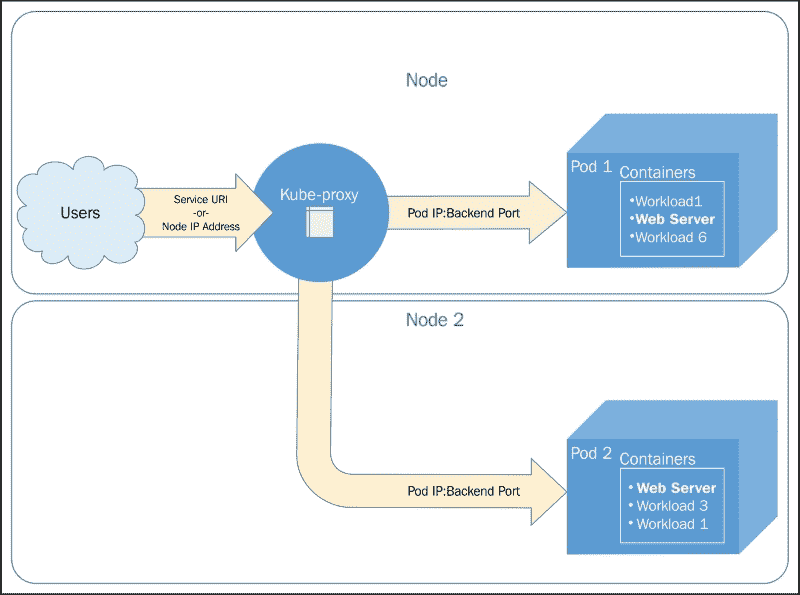 Node
Users
Service URI
-or-
Node IP Address
Kube-proxy
Pod IP:Backend Port
Pod 1
Containers
•Workload1
•Web Server
•Workload 6
Node 2
Pod IP:Backend Port
Pod 2
Containers
• Web Server
• Workload 3
• Workload 1